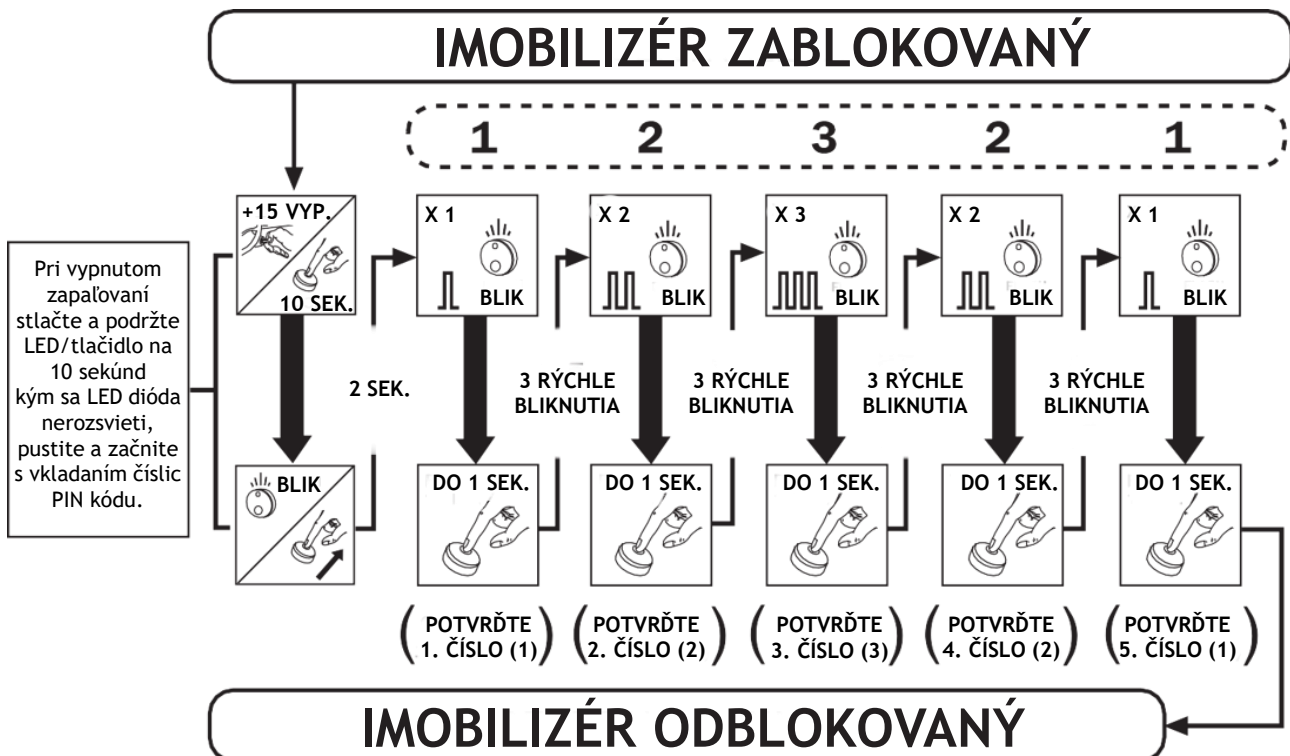 IMOBILIZÉR ZABLOKOVANÝ
1 2 3 2 1
Pri vypnutom
zapaľovaní
stlačte a podržte
LED/tlačidlo na
10 sekúnd
kým sa LED dióda
nerozsvieti,
pustite a začnite
s vkladaním číslic
PIN kódu.
+15 VYP.
10 SEK.
BLIK
2 SEK.
X 1
BLIK
X 2
BLIK
X 3
BLIK
X 2
BLIK
X 1
BLIK
3 RÝCHLE
BLIKNUTIA
3 RÝCHLE
BLIKNUTIA
3 RÝCHLE
BLIKNUTIA
3 RÝCHLE
BLIKNUTIA
DO 1 SEK.
DO 1 SEK.
DO 1 SEK.
DO 1 SEK.
DO 1 SEK.
(POTVRĎTE
1. ČÍSLO (1))
(POTVRĎTE
2. ČÍSLO (2))
(POTVRĎTE
3. ČÍSLO (3))
(POTVRĎTE
4. ČÍSLO (2))
(POTVRĎTE
5. ČÍSLO (1))
IMOBILIZÉR ODBLOKOVANÝ